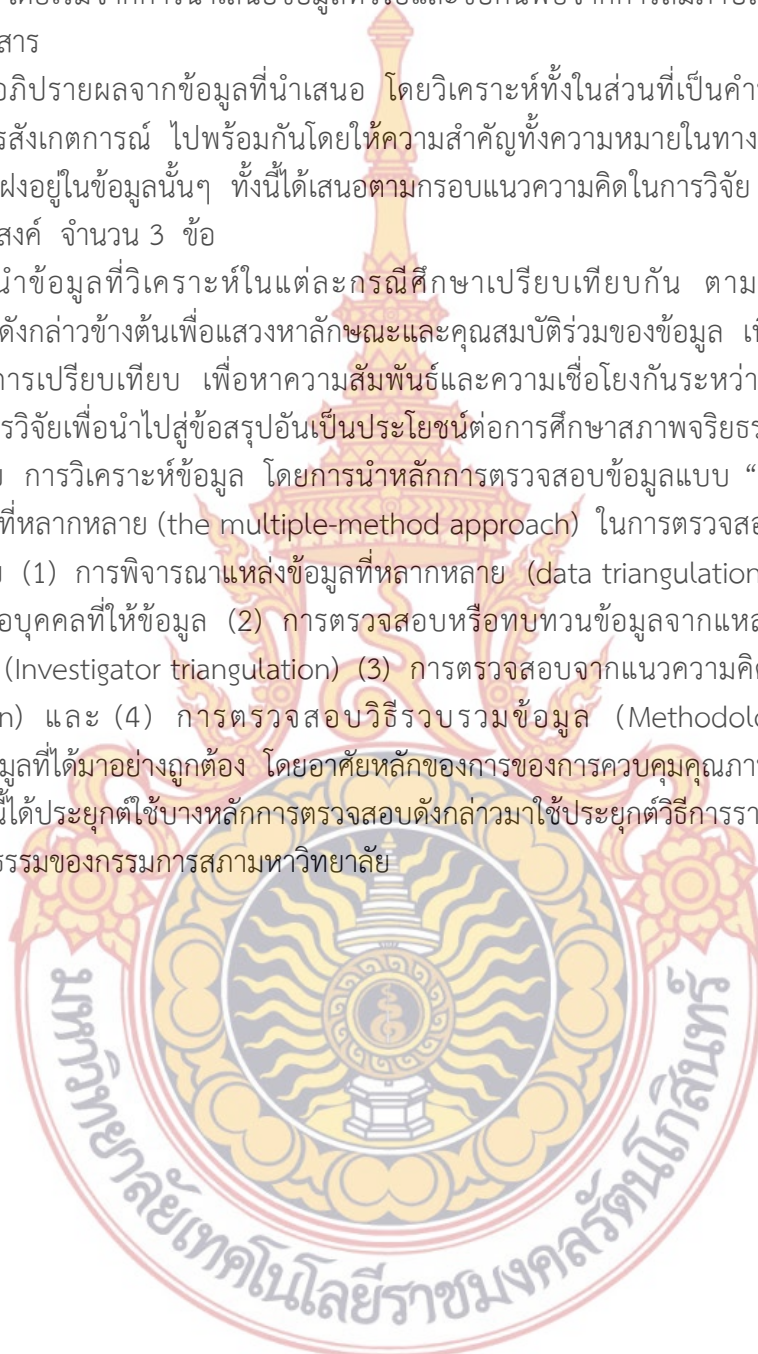 สาร
อภิปรายผลจากข้อมูลที่นำเสนอ โดยวิเคราะห์ทั้งในส่วนที่เป็นคำ
รสังเกตการณ์ ไปพร้อมกันโดยให้ความสำคัญทั้งความหมายในทาง
ฝงอยู่ในข้อมูลนั้นๆ ทั้งนี้ได้เสนอตามกรอบแนวความคิดในการวิจัย
สงค์ จำนวน 3 ข้อ
นำข้อมูลที่วิเคราะห์ในแต่ละกรณีศึกษาเปรียบเทียบกัน ตาม
ดังกล่าวข้างต้นเพื่อแสวงหาลักษณะและคุณสมบัติร่วมของข้อมูล
การเปรียบเทียบ เพื่อหาความสัมพันธ์และความเชื่อโยงกันระหว่า
รวิจัยเพื่อนำไปสู่ข้อสรุปอันเป็นประโยชน์ต่อการศึกษาสภาพจริยธร
การวิเคราะห์ข้อมูล โดยการนำหลักการตรวจสอบข้อมูลแบบ “
ที่หลากหลาย (the multiple-method approach) ในการตรวจสอ
(1) การพิจารณาแหล่งข้อมูลที่หลากหลาย (data triangulation
อบุคคลที่ให้ข้อมูล (2) การตรวจสอบหรือทบทวนข้อมูลจากแหล
(Investigator triangulation) (3) การตรวจสอบจากแนวความคิด
n) และ (4) การตรวจสอบวิธีรวบรวมข้อมูล (Methodolo
มูลที่ได้มาอย่างถูกต้อง โดยอาศัยหลักของการของการควบคุมคุณภา
นี้ได้ประยุกต์ใช้บางหลักการตรวจสอบดังกล่าวมาใช้ประยุกต์วิธีการรา
ธรรมของกรรมการสภามหาวิทยาลัย
มหาวิทยาลัยเทคโนโลยีราชมงคลรัตนโกสินทร์